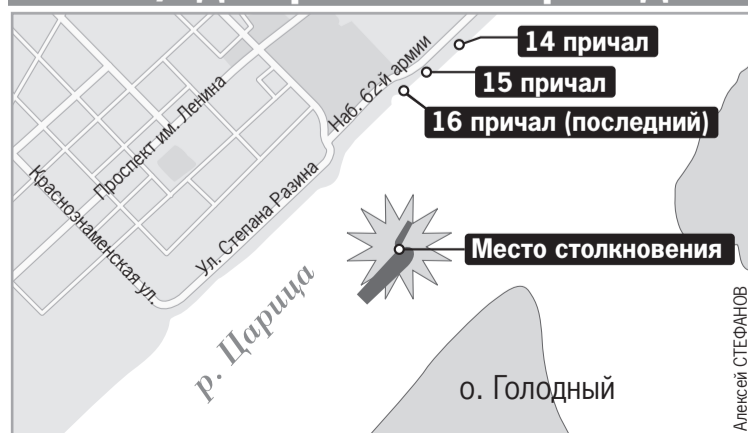 14 причал
15 причал
16 причал (последний)
Наб. 62-й армии
Проспект им. Ленина
Краснознаменская ул.
Ул. Степана Разина
Место столкновения
р. Царица
о. Голодный
Алексей СТЕФАНОВ